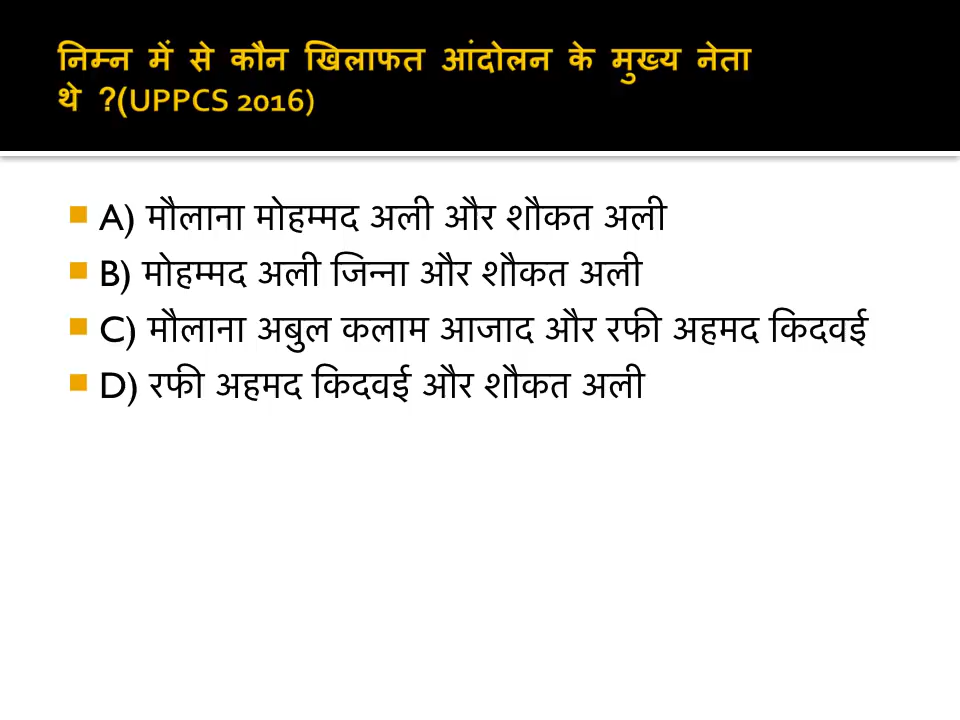 निम्न में से कौन खिलाफत आंदोलन के मुख्य नेता
थे ?(UPPCS 2016)
A) मौलाना मोहम्मद अली और शौकत अली
B) मोहम्मद अली जिन्ना और शौकत अली
C) मौलाना अबुल कलाम आजाद और रफी अहमद किदवई
D) रफी अहमद किदवई और शौकत अली